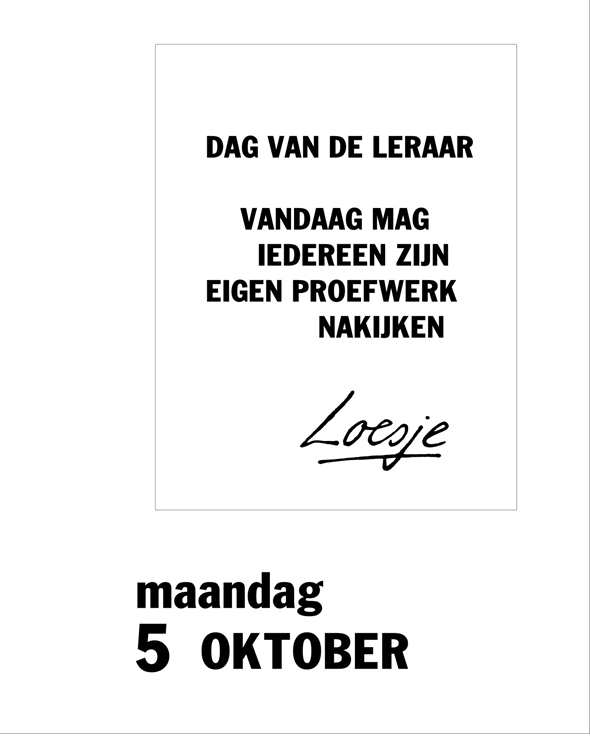 DAG VAN DE LERAAR
VANDAAG MAG
IEDEREEN ZIJN
EIGEN PROEFWERK
NAKIJKEN
Loesje
maandag
5 OKTOBER